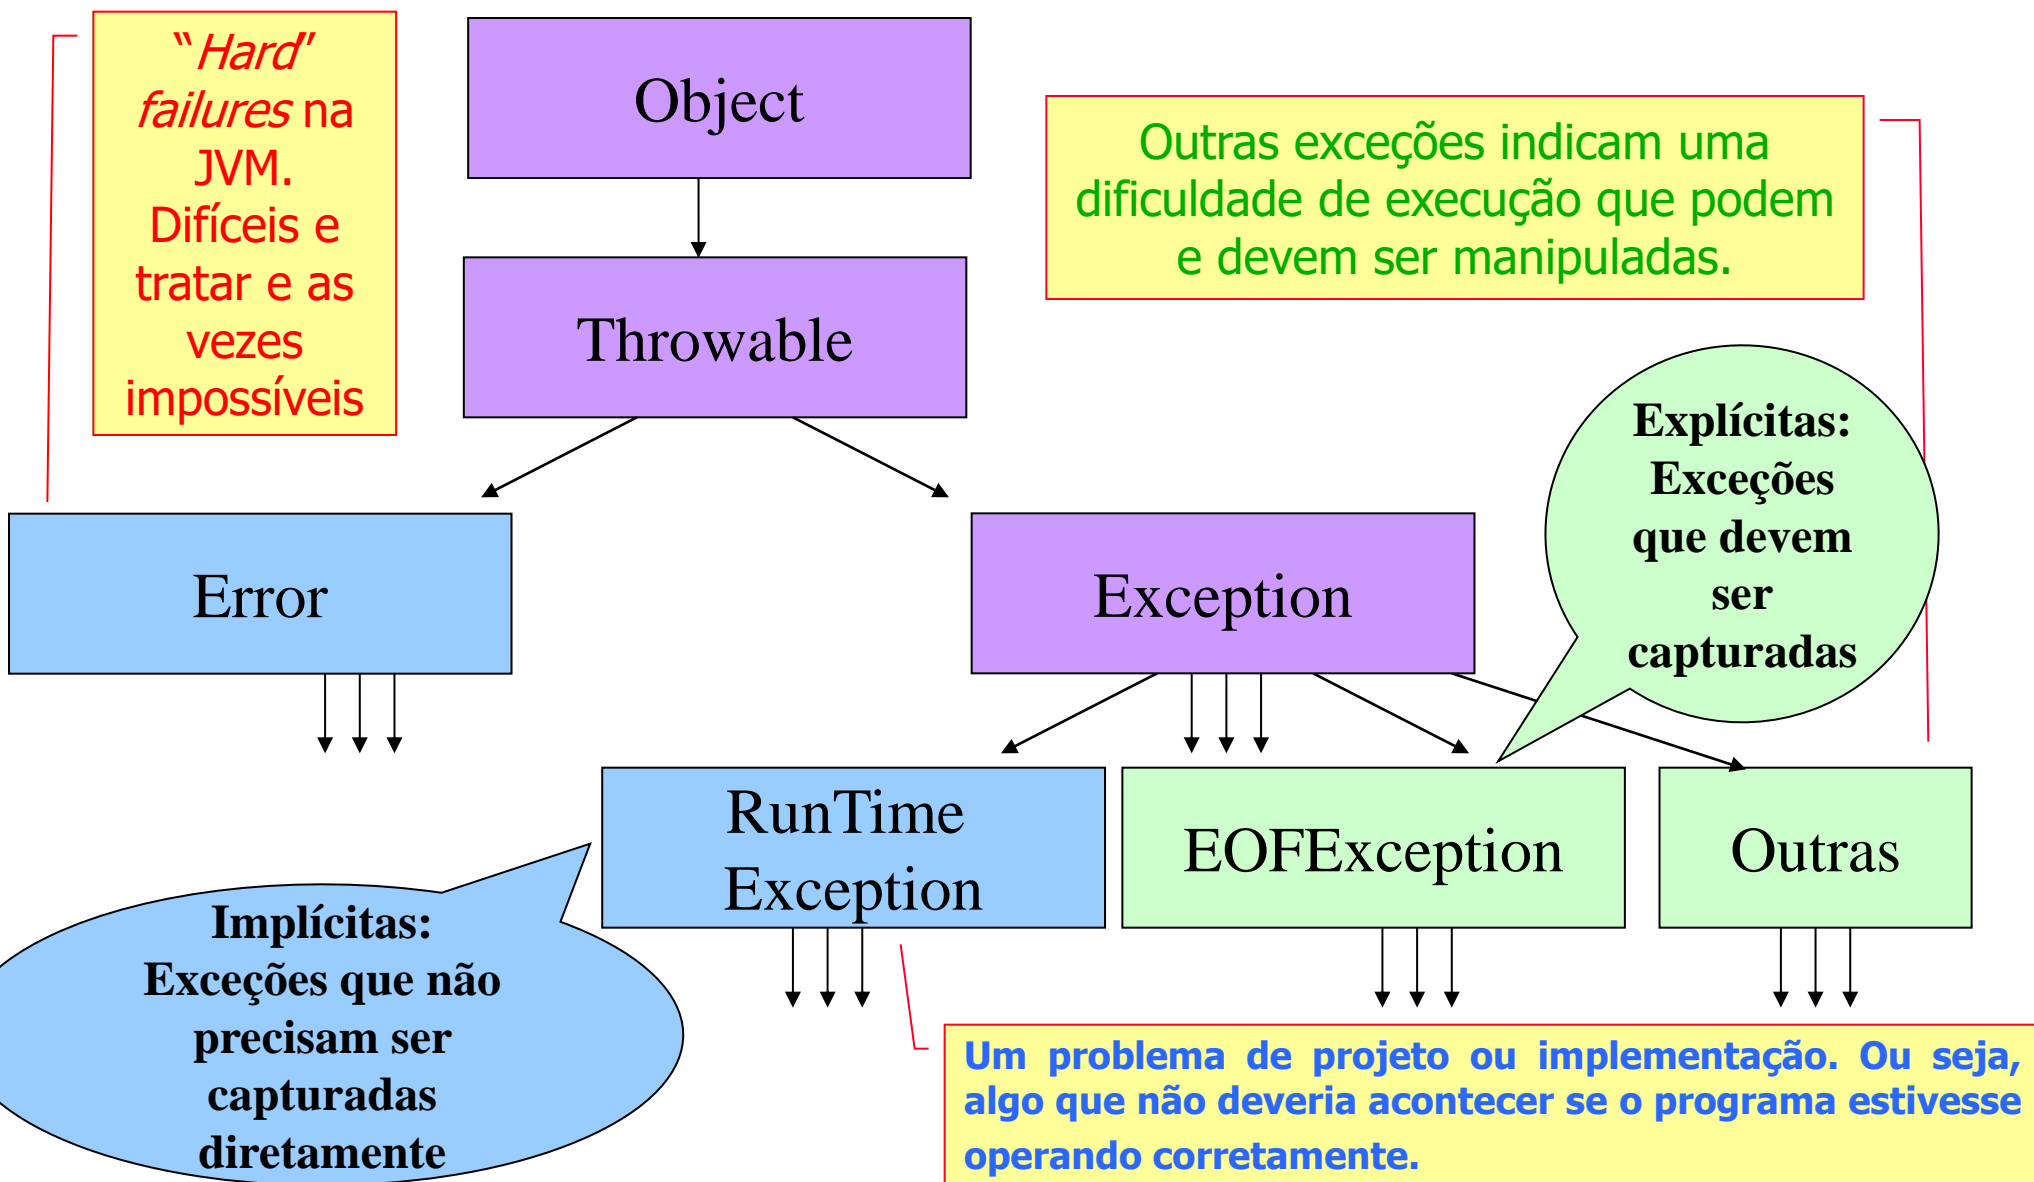 “Hard”
failures na
JVM.
Difíceis e
tratar e as
vezes
impossíveis
Object
Outras exceções indicam uma
dificuldade de execução que podem
e devem ser manipuladas.
Throwable
Explícitas:
Exceções
que devem
ser
capturadas
Error
Exception
RunTime
Exception
EOFException
Outras
Implícitas:
Exceções que não
precisam ser
capturadas
diretamente
Um problema de projeto ou implementação. Ou seja,
algo que não deveria acontecer se o programa estivesse
operando corretamente.